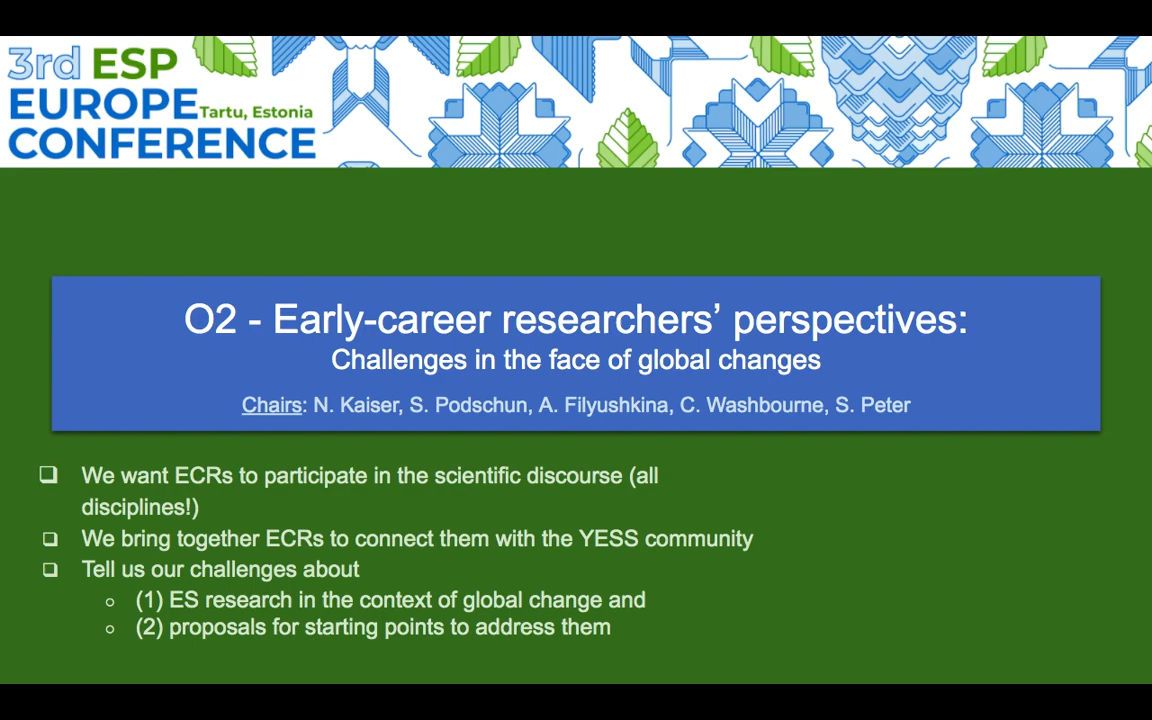 3rd ESP
EUROPE Tartu, Estonia
CONFERENCE
O2 - Early-career researchers’ perspectives:
Challenges in the face of global changes
Chairs: N. Kaiser, S. Podschun, A. Filyushkina, C. Washbourne, S. Peter
❑ We want ECRs to participate in the scientific discourse (all
disciplines!)
❑ We bring together ECRs to connect them with the YESS community
❑ Tell us our challenges about
○ (1) ES research in the context of global change and
○ (2) proposals for starting points to address them